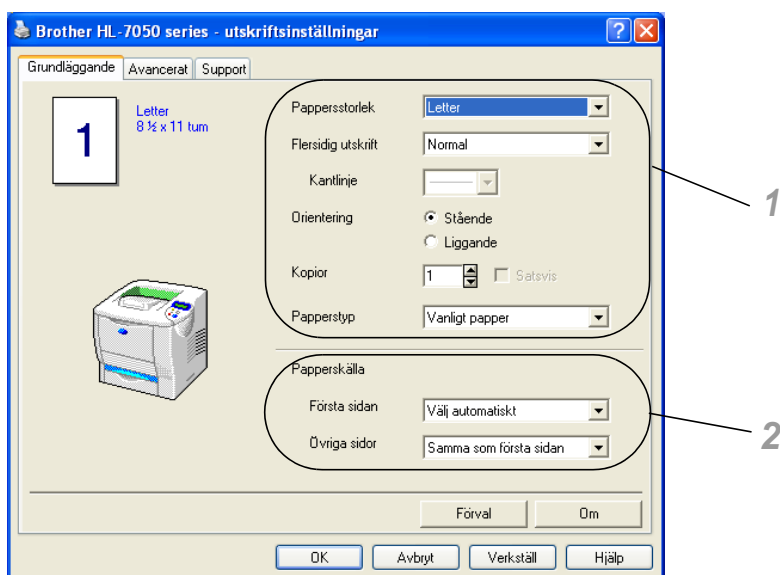 Brother HL-7050 series - utskriftsinställningar
Grundläggande Avancerat Support
1
Letter
8 ½ x 11 tum
Pappersstorlek Letter
Flersidig utskrift Normal
Kantlinje
Orientering Stående
Liggande
Kopior 1 Satsvis
Papperstyp Vanligt papper
1
Papperskälla
Första sidan Välj automatiskt
Övriga sidor Samma som första sidan
2
Förval Om
OK Avbryt Verkställ Hjälp